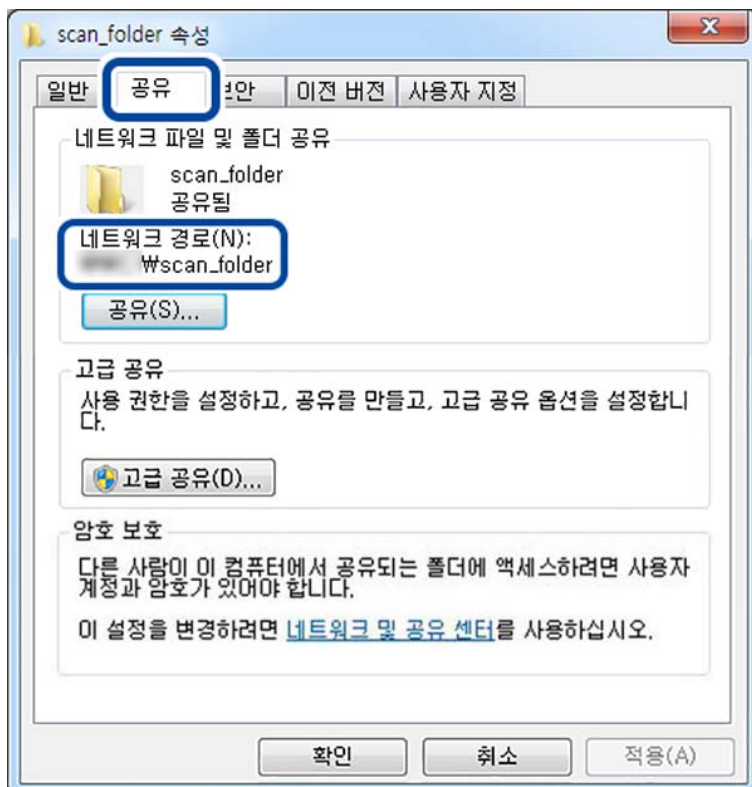 scan_folder 속성
일반 공유 보안 이전 버전 사용자 지정
네트워크 파일 및 폴더 공유
scan_folder
공유됨
네트워크 경로(N):
₩scan_folder
공유(S)...
고급 공유
사용 권한을 설정하고, 공유를 만들고, 고급 공유 옵션을 설정합니
다.
고급 공유(D)...
암호 보호
다른 사람이 이 컴퓨터에서 공유되는 폴더에 액세스하려면 사용자
계정과 암호가 있어야 합니다.
이 설정을 변경하려면 네트워크 및 공유 센터를 사용하십시오.
확인 취소 적용(A)